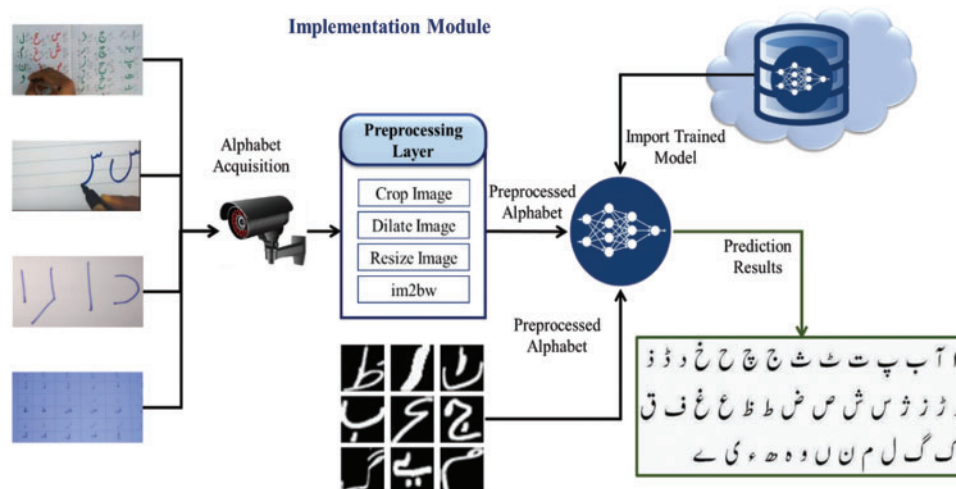 Implementation Module
Alphabet
Acquisition
Preprocessing
Layer
Crop Image
Dilate Image
Resize Image
im2bw
Preprocessed
Alphabet
Import Trained
Model
Preprocessed
Alphabet
Prediction
Results
ا آ ب پ ت ٹ ث ج چ ح خ د ڈ ذ
ر ڑ ز ژ س ش ص ض ط ظ ع غ ف ق
ک گ ل م ن ں و ہ ھ ء ی ے